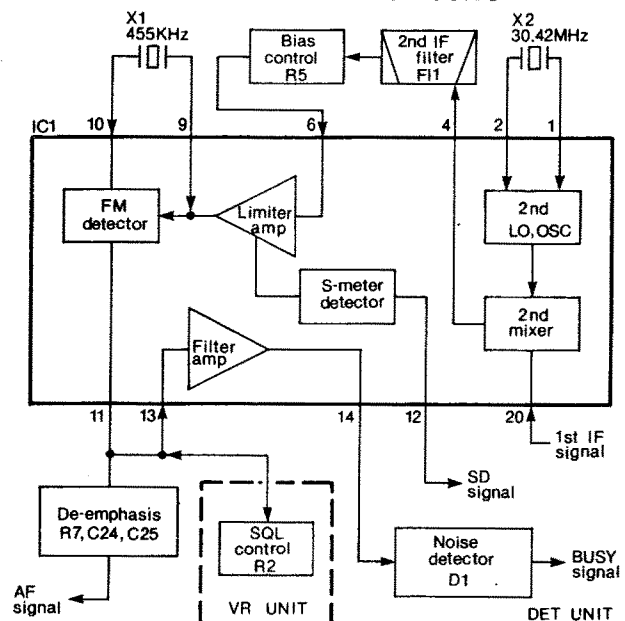 X1
455KHz
Bias
control
R5
2nd IF
filter
FI1
X2
30.42MHz
IC1
10
9
6
4
2
1
FM
detector
Limiter
amp
2nd
LO,OSC
S-meter
detector
2nd
mixer
Filter
amp
11
13
14
12
20
1st IF
signal
SD
signal
De-emphasis
R7, C24, C25
SQL
control
R2
Noise
detector
D1
BUSY
signal
AF
signal
VR UNIT
DET UNIT